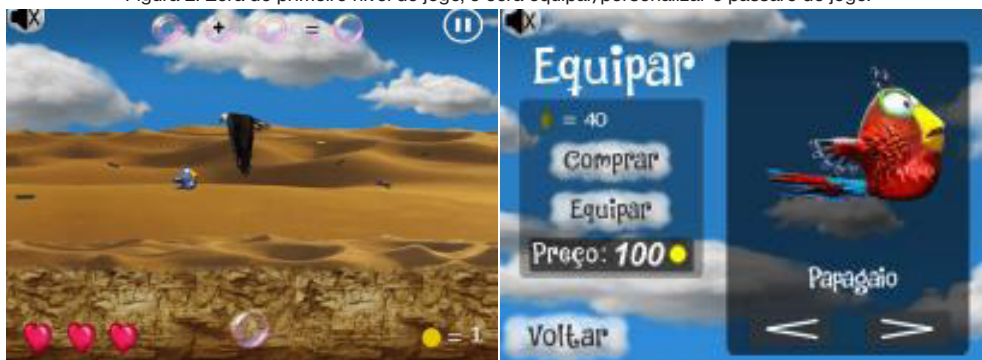 + =
= 1
Equipar
= 40
Comprar
Equipar
Preço: 100
Papagaio
Voltar
< >